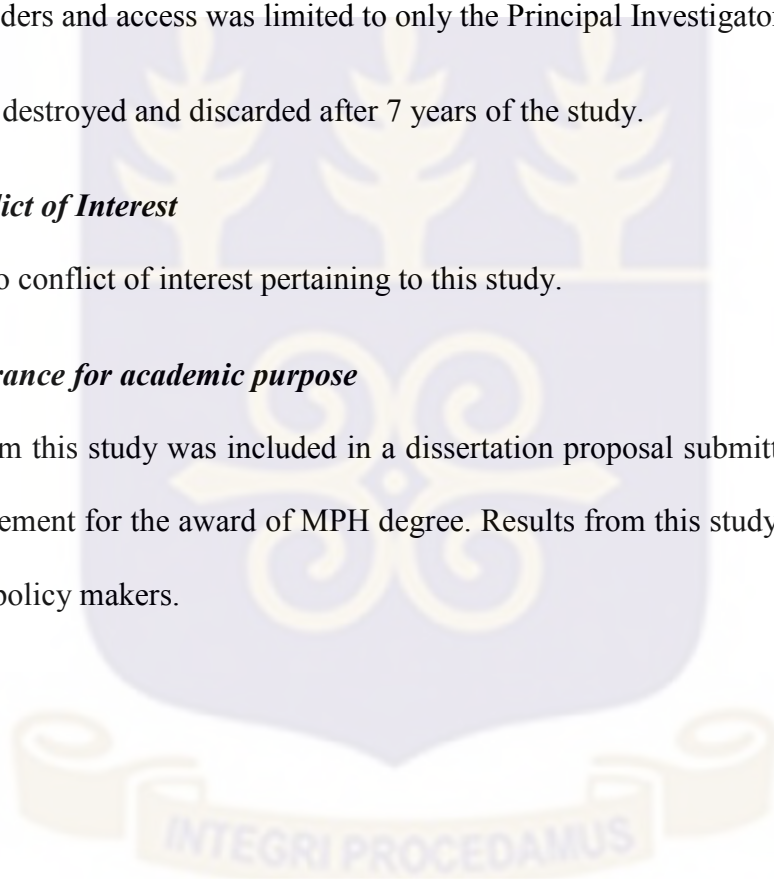 ders and access was limited to only the Principal Investigator
destroyed and discarded after 7 years of the study.
ict of Interest
o conflict of interest pertaining to this study.
rance for academic purpose
m this study was included in a dissertation proposal submitt
ement for the award of MPH degree. Results from this study
policy makers.
INTEGRI PROCEDAMUS